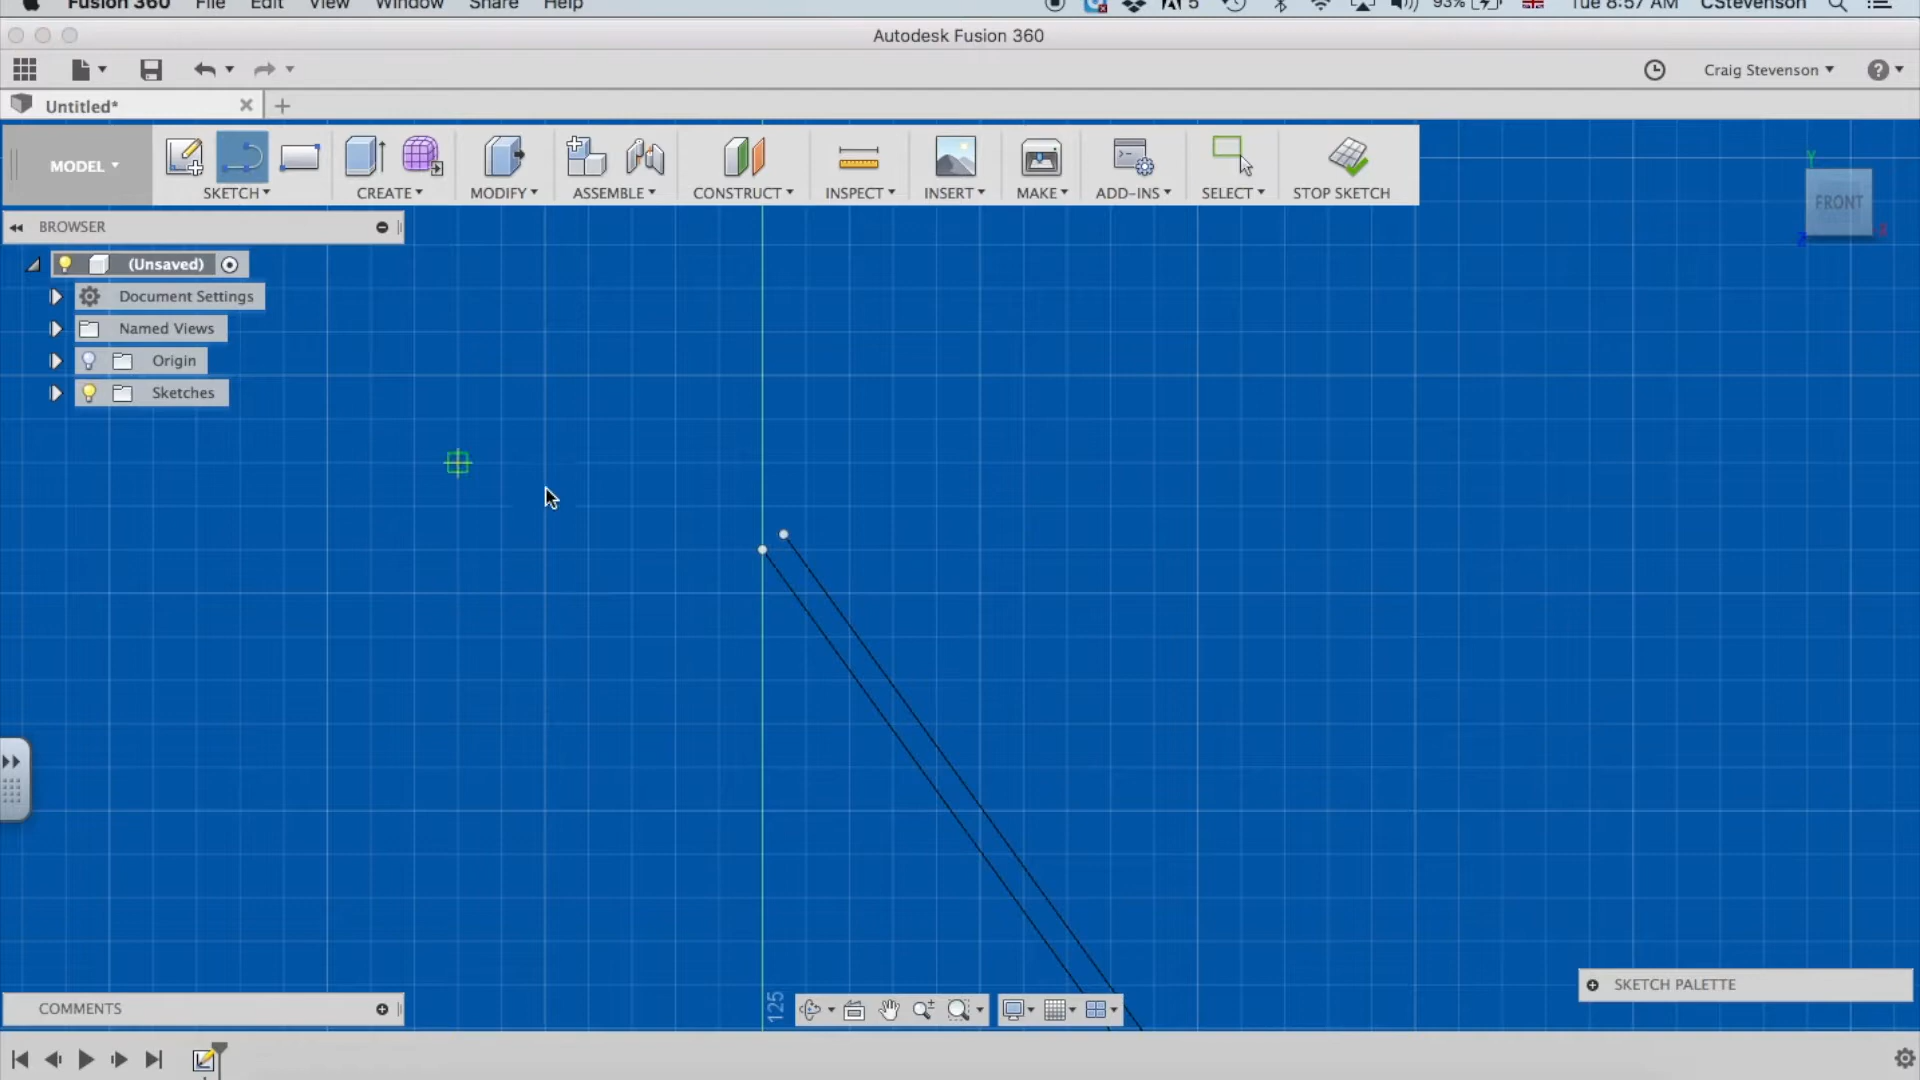 Fusion 360 File Edit View Window Share Help
5 93% Tue 8:57 AM CStevenson
Autodesk Fusion 360
Craig Stevenson
Untitled*
MODEL
SKETCH CREATE MODIFY ASSEMBLE CONSTRUCT INSPECT INSERT MAKE ADD-INS SELECT STOP SKETCH
FRONT
Y
Z
X
BROWSER
(Unsaved)
Document Settings
Named Views
Origin
Sketches
SKETCH PALETTE
COMMENTS
125